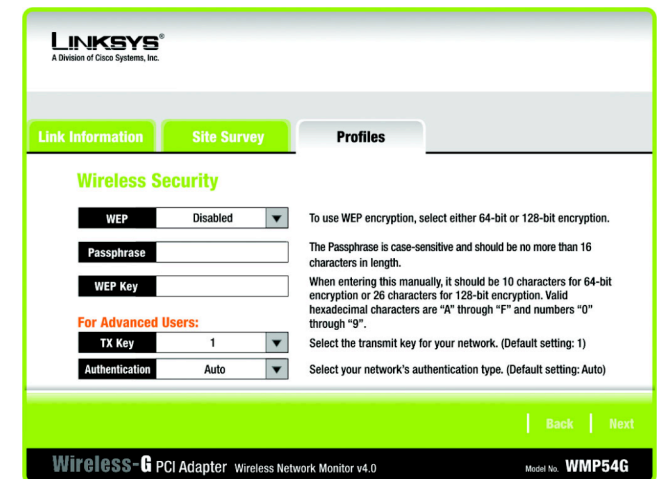 LINKSYS®
A Division of Cisco Systems, Inc.
Link Information
Site Survey
Profiles
Wireless Security
WEP
Disabled
To use WEP encryption, select either 64-bit or 128-bit encryption.
Passphrase
The Passphrase is case-sensitive and should be no more than 16
characters in length.
WEP Key
When entering this manually, it should be 10 characters for 64-bit
encryption or 26 characters for 128-bit encryption. Valid
hexadecimal characters are “A” through “F” and numbers “0”
through “9”.
For Advanced Users:
TX Key
1
Select the transmit key for your network. (Default setting: 1)
Authentication
Auto
Select your network’s authentication type. (Default setting: Auto)
Back
Next
Wireless-G PCI Adapter Wireless Network Monitor v4.0
Model No. WMP54G